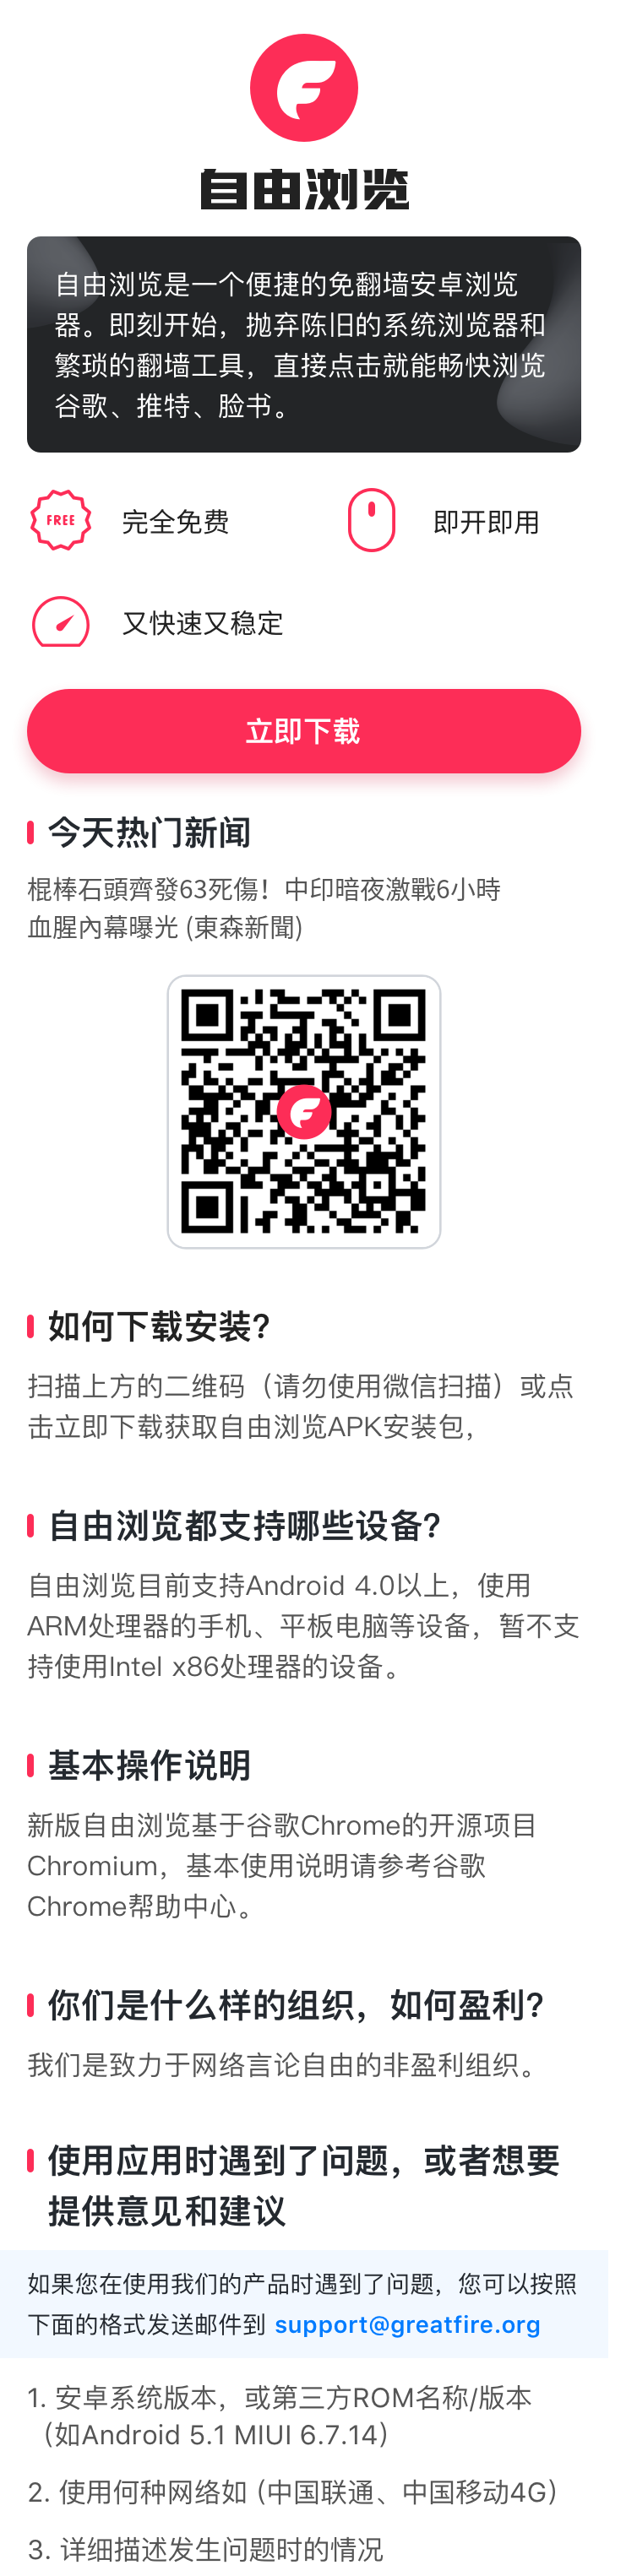 自由浏览
自由浏览是一个便捷的免翻墙安卓浏览
器。即刻开始，抛弃陈旧的系统浏览器和
繁琐的翻墙工具，直接点击就能畅快浏览
谷歌、推特、脸书。
FREE
完全免费
即开即用
又快速又稳定
立即下载
今天热门新闻
棍棒石頭齊發63死傷！中印暗夜激戰6小時
血腥內幕曝光 (東森新聞)
如何下载安装？
扫描上方的二维码（请勿使用微信扫描）或点
击立即下载获取自由浏览APK安装包，
自由浏览都支持哪些设备？
自由浏览目前支持Android 4.0以上，使用
ARM处理器的手机、平板电脑等设备，暂不支
持使用Intel x86处理器的设备。
基本操作说明
新版自由浏览基于谷歌Chrome的开源项目
Chromium，基本使用说明请参考谷歌
Chrome帮助中心。
你们是什么样的组织，如何盈利？
我们是致力于网络言论自由的非盈利组织。
使用应用时遇到了问题，或者想要
提供意见和建议
如果您在使用我们的产品时遇到了问题，您可以按照
下面的格式发送邮件到 support@greatfire.org
1. 安卓系统版本，或第三方ROM名称/版本
（如Android 5.1 MIUI 6.7.14）
2. 使用何种网络如 (中国联通、中国移动4G）
3. 详细描述发生问题时的情况